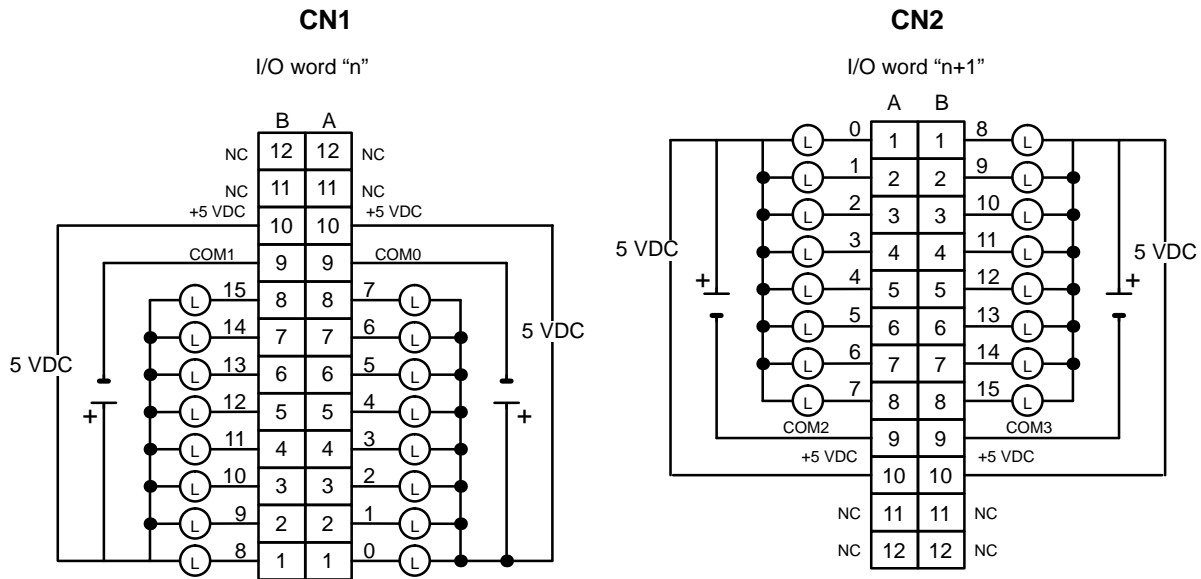 CN1
I/O word “n”
B A
NC 12 12 NC
NC 11 11 NC
+5 VDC 10 10 +5 VDC
COM1 9 9 COM0
L 15 8 8 7 L
L 14 7 7 6 L
5 VDC 5 VDC
L 13 6 6 5 L
+ L 12 5 5 4 L +
L 11 4 4 3 L
L 10 3 3 2 L
L 9 2 2 1 L
L 8 1 1 0 L
CN2
I/O word “n+1”
A B
L 0 1 1 8 L
L 1 2 2 9 L
L 2 3 3 10 L
5 VDC L 3 4 4 11 L 5 VDC
+ L 4 5 5 12 L +
L 5 6 6 13 L
L 6 7 7 14 L
L 7 8 8 15 L
COM2 9 9 COM3
+5 VDC 10 10 +5 VDC
NC 11 11 NC
NC 12 12 NC